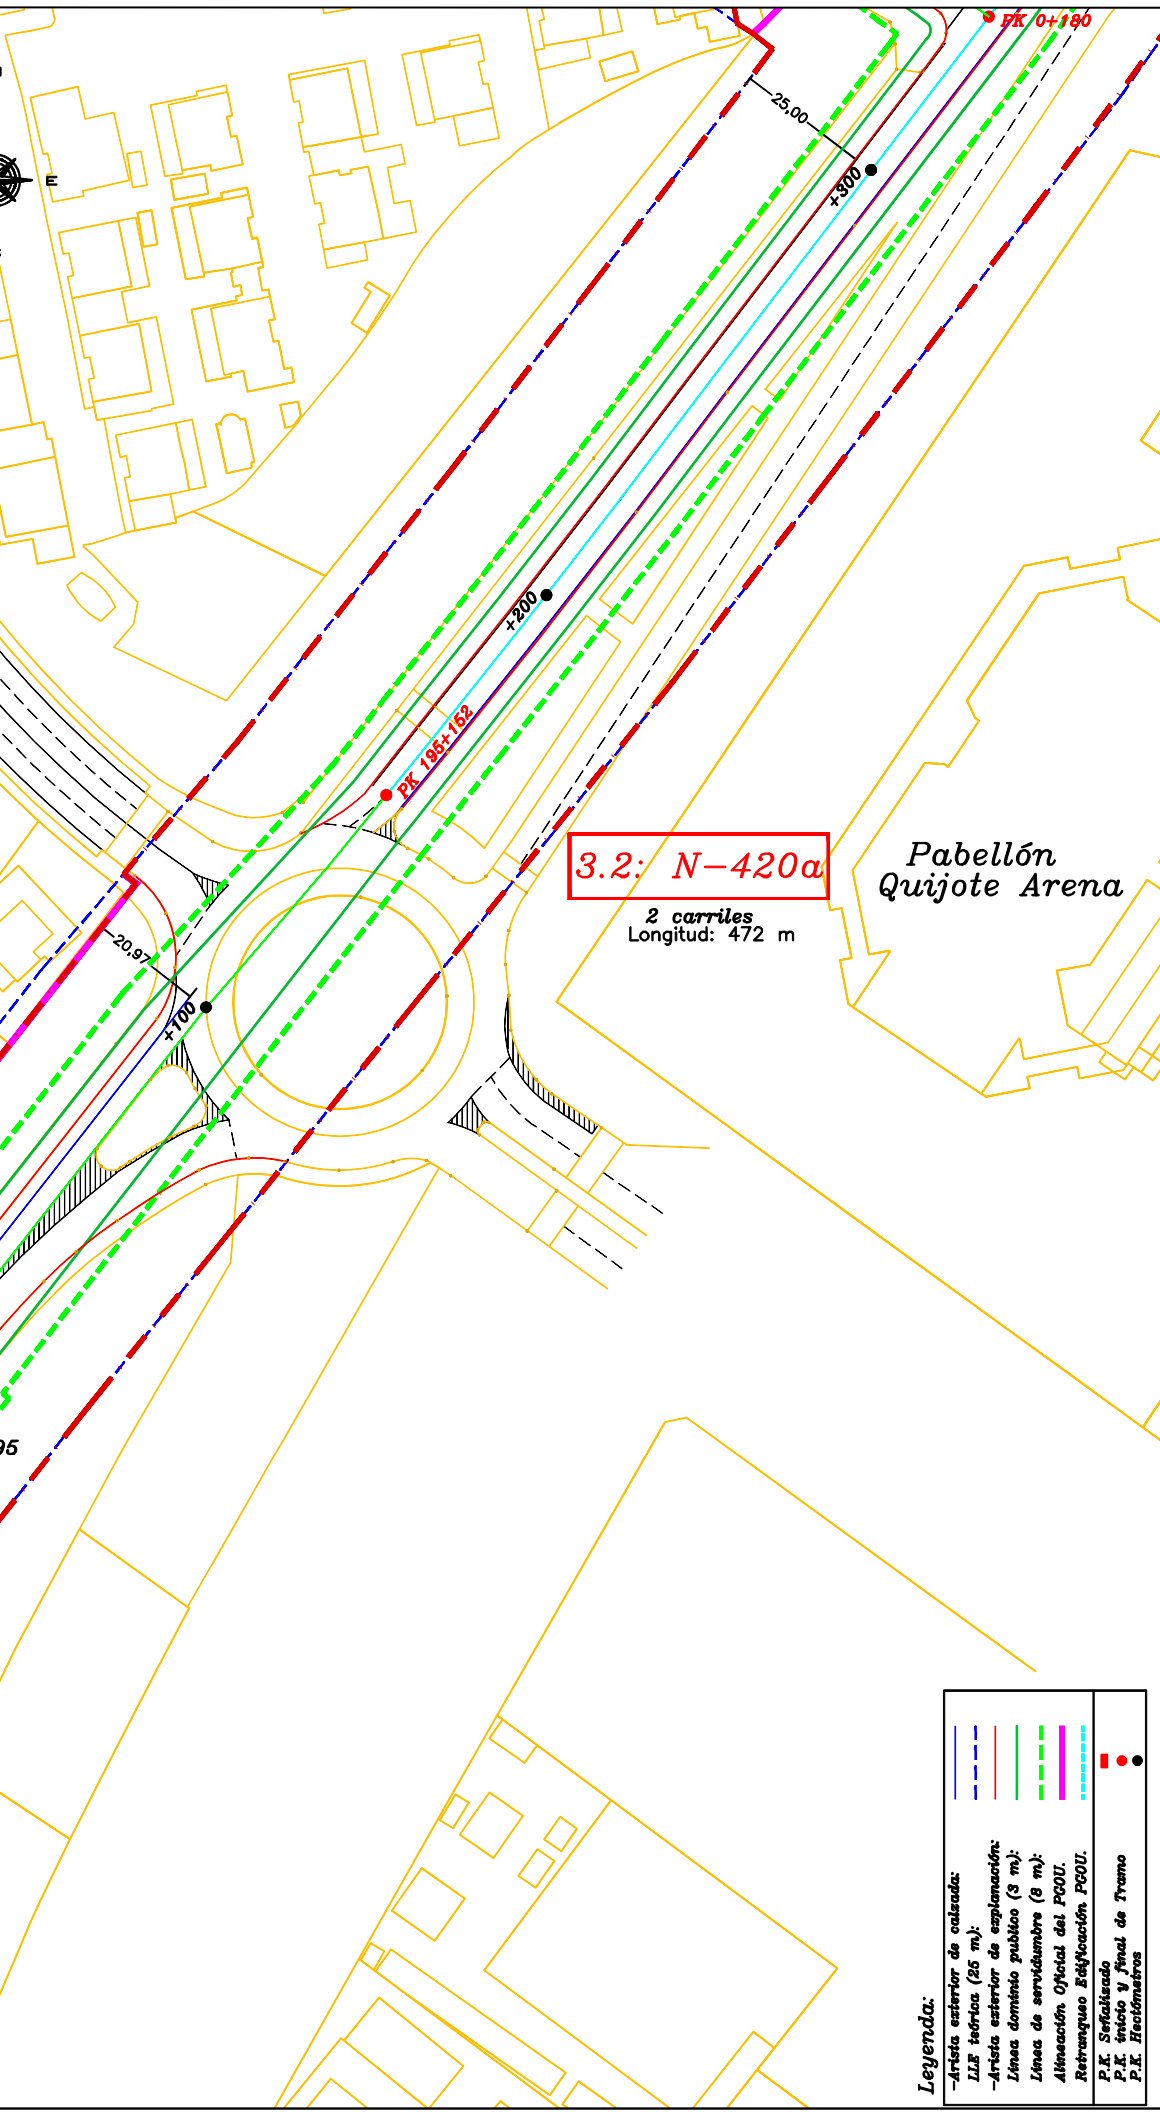 PK 0+180
25,00
+300
E
+200
PK 195+152
3.2: N-420a
2 carriles
Longitud: 472 m
Pabellón
Quijote Arena
20,97
+100
95
Leyenda:
-Arista exterior de calzada:
LLE teórica (25 m):
-Arista exterior de explanación:
Línea dominio publico (3 m):
Línea de servidumbre (8 m):
Alineación Oficial del PGOU.
Retranqueo Edificación PGOU.
P.K. Señalizado
P.K. inicio y final de Tramo
P.K. Hectómetros